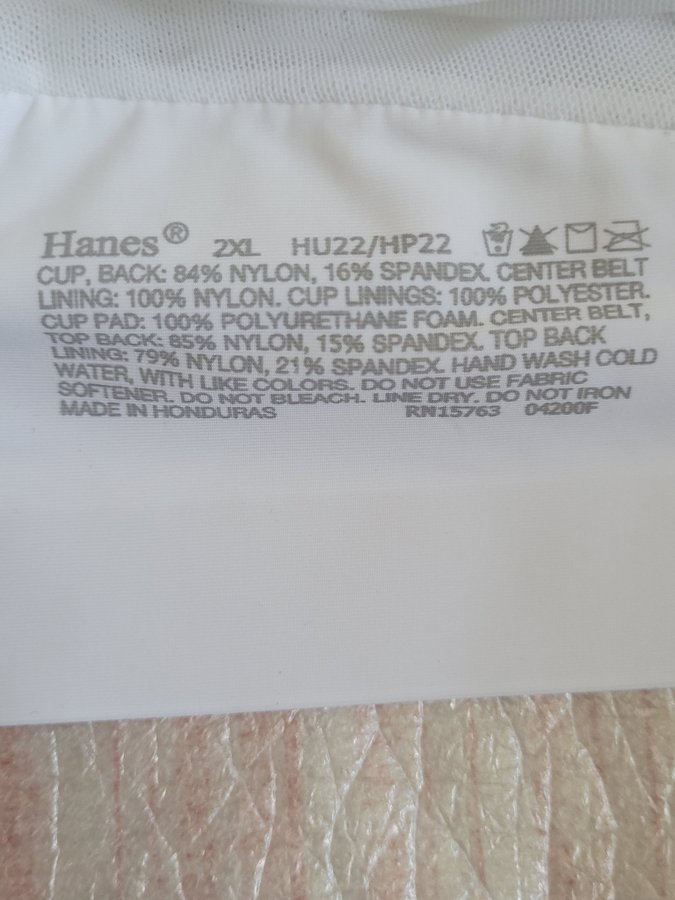 Hanes® 2XL HU22/HP22
CUP, BACK: 84% NYLON, 16% SPANDEX. CENTER BELT
LINING: 100% NYLON. CUP LININGS: 100% POLYESTER.
CUP PAD: 100% POLYURETHANE FOAM. CENTER BELT,
TOP BACK: 85% NYLON, 15% SPANDEX. TOP BACK
LINING: 79% NYLON, 21% SPANDEX. HAND WASH COLD
WATER, WITH LIKE COLORS. DO NOT USE FABRIC
SOFTENER. DO NOT BLEACH. LINE DRY. DO NOT IRON
MADE IN HONDURAS RN15763 04200F